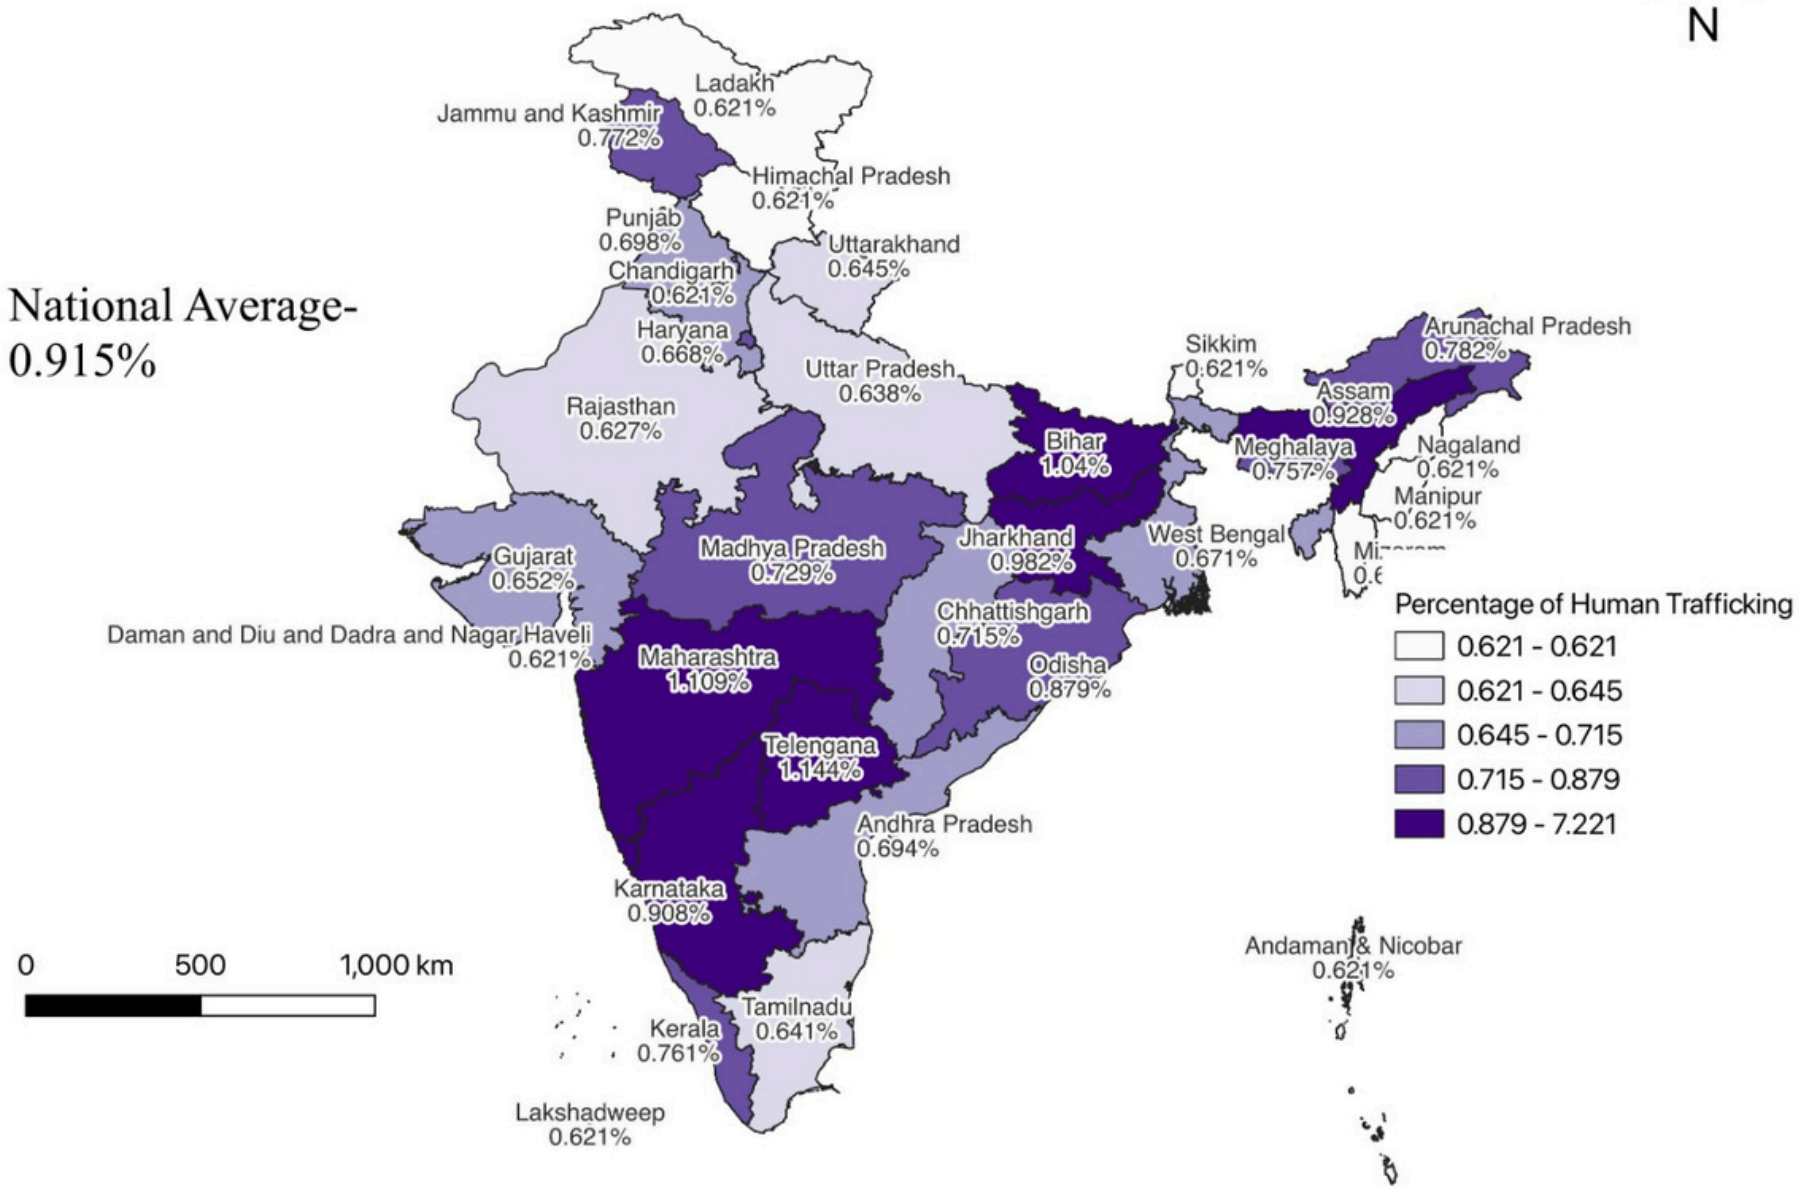 N
Ladakh
0.621%
Jammu and Kashmir
0.772%
Himachal Pradesh
0.621%
Punjab
0.698%
Uttarakhand
0.645%
Chandigarh
0.621%
National Average-
0.915%
Haryana
0.668%
Arunachal Pradesh
0.782%
Sikkim
0.621%
Uttar Pradesh
0.638%
Rajasthan
0.627%
Assam
0.928%
Bihar
1.04%
Meghalaya
0.757%
Nagaland
0.621%
Manipur
0.621%
West Bengal
0.671%
Jharkhand
0.982%
Madhya Pradesh
0.729%
Gujarat
0.652%
Chhattishgarh
0.715%
Daman and Diu and Dadra and Nagar Haveli
0.621%
Maharashtra
1.109%
Odisha
0.879%
Telengana
1.144%
Andhra Pradesh
0.694%
Karnataka
0.908%
Tamilnadu
0.641%
Kerala
0.761%
Lakshadweep
0.621%
Andaman & Nicobar
0.621%
Percentage of Human Trafficking
0.621 - 0.621
0.621 - 0.645
0.645 - 0.715
0.715 - 0.879
0.879 - 7.221
0 500 1,000 km